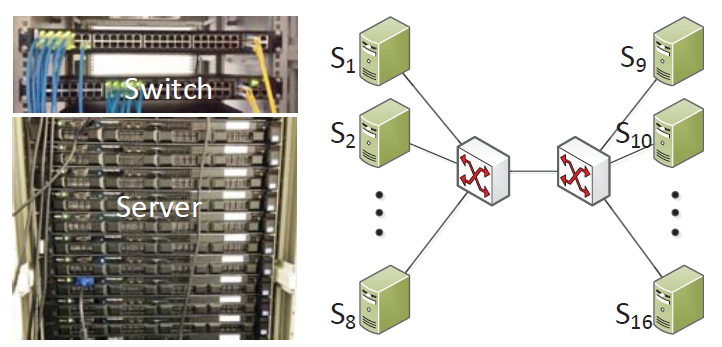 Switch
Server
S1
S2
S8
S9
S10
S16